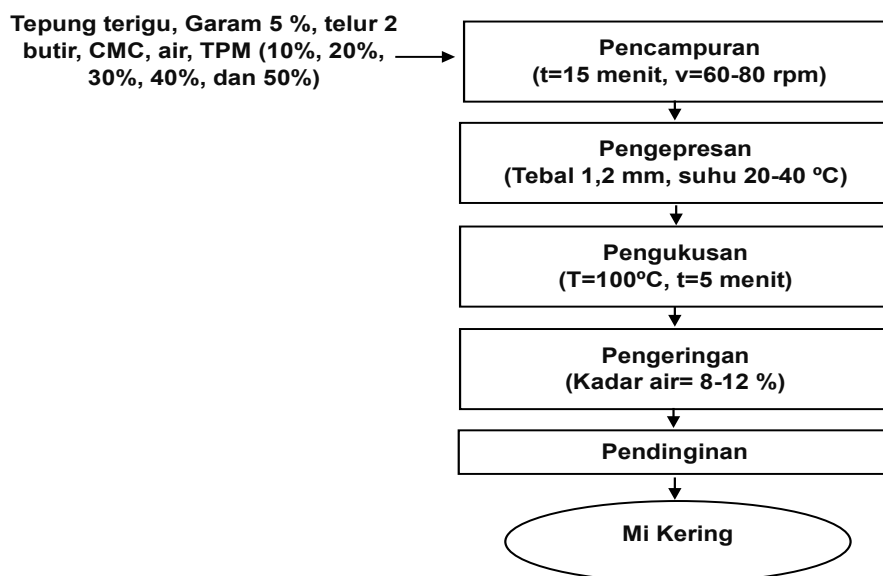 Tepung terigu, Garam 5 %, telur 2
butir, CMC, air, TPM (10%, 20%,
30%, 40%, dan 50%)
Pencampuran
(t=15 menit, v=60-80 rpm)
Pengepresan
(Tebal 1,2 mm, suhu 20-40 ºC)
Pengukusan
(T=100ºC, t=5 menit)
Pengeringan
(Kadar air= 8-12 %)
Pendinginan
Mi Kering